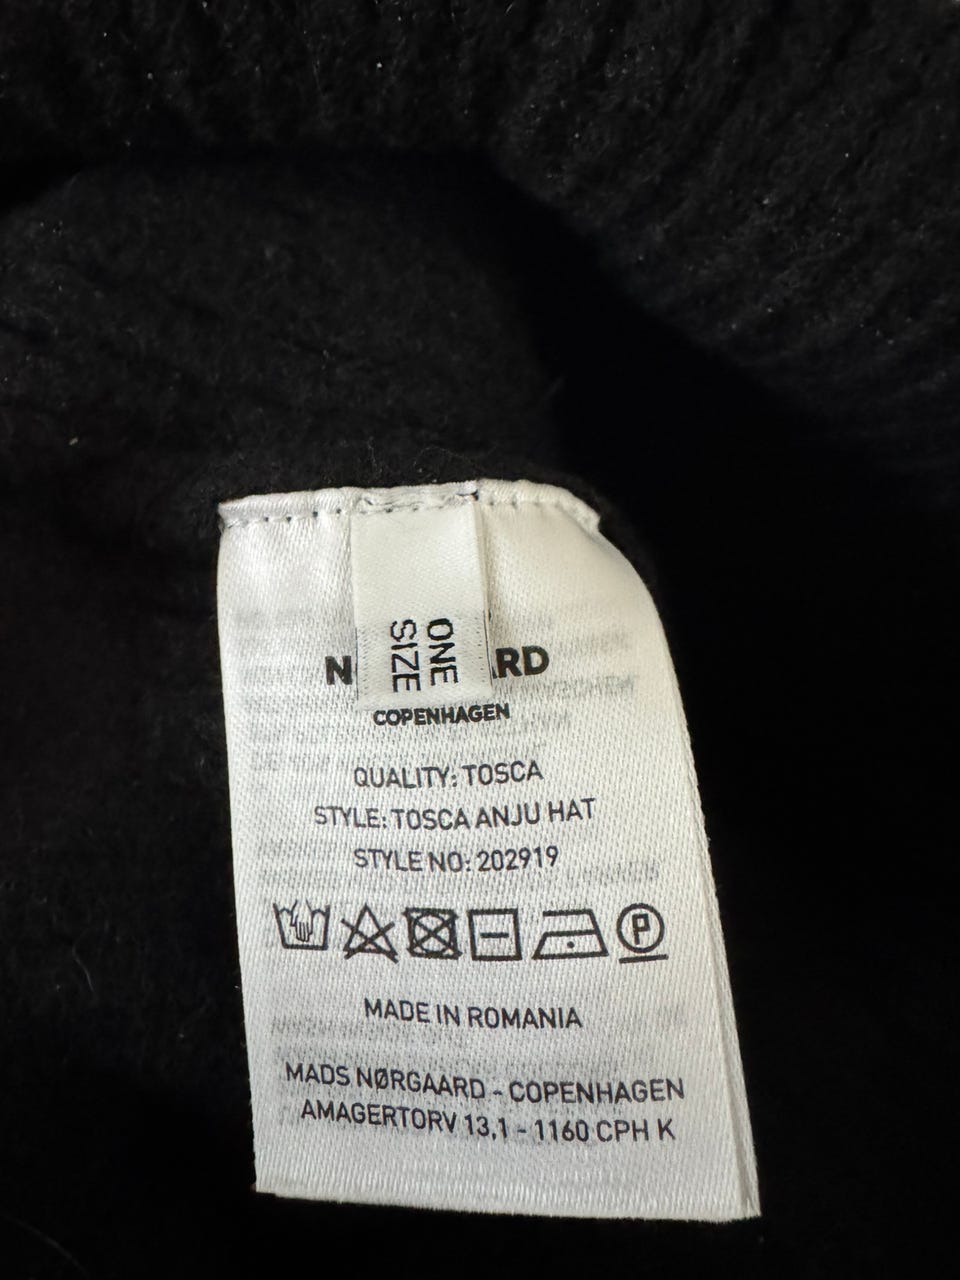 ONE
SIZE
COPENHAGEN
QUALITY: TOSCA
STYLE: TOSCA ANJU HAT
STYLE NO: 202919
P
MADE IN ROMANIA
MADS NØRGAARD - COPENHAGEN
AMAGERTORV 13,1 - 1160 CPH K